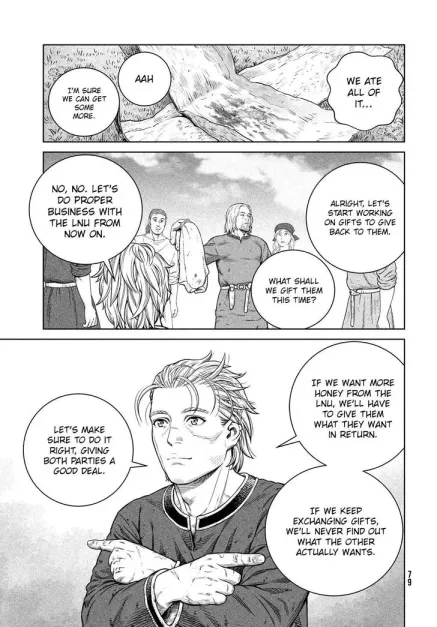 WE ATE
ALL OF
IT...
AAH
I'M SURE
WE CAN GET
SOME
MORE.
ALRIGHT, LET'S
START WORKING
ON GIFTS TO GIVE
BACK TO THEM.
WHAT SHALL
WE GIFT THEM
THIS TIME?
NO, NO. LET'S
DO PROPER
BUSINESS WITH
THE LNU FROM
NOW ON.
IF WE WANT MORE
HONEY FROM THE
LNU, WE'LL HAVE
TO GIVE THEM
WHAT THEY WANT
IN RETURN.
IF WE KEEP
EXCHANGING GIFTS,
WE'LL NEVER FIND
OUT WHAT THE OTHER
ACTUALLY WANTS.
LET'S MAKE
SURE TO DO IT
RIGHT, GIVING
BOTH PARTIES A
GOOD DEAL.
79